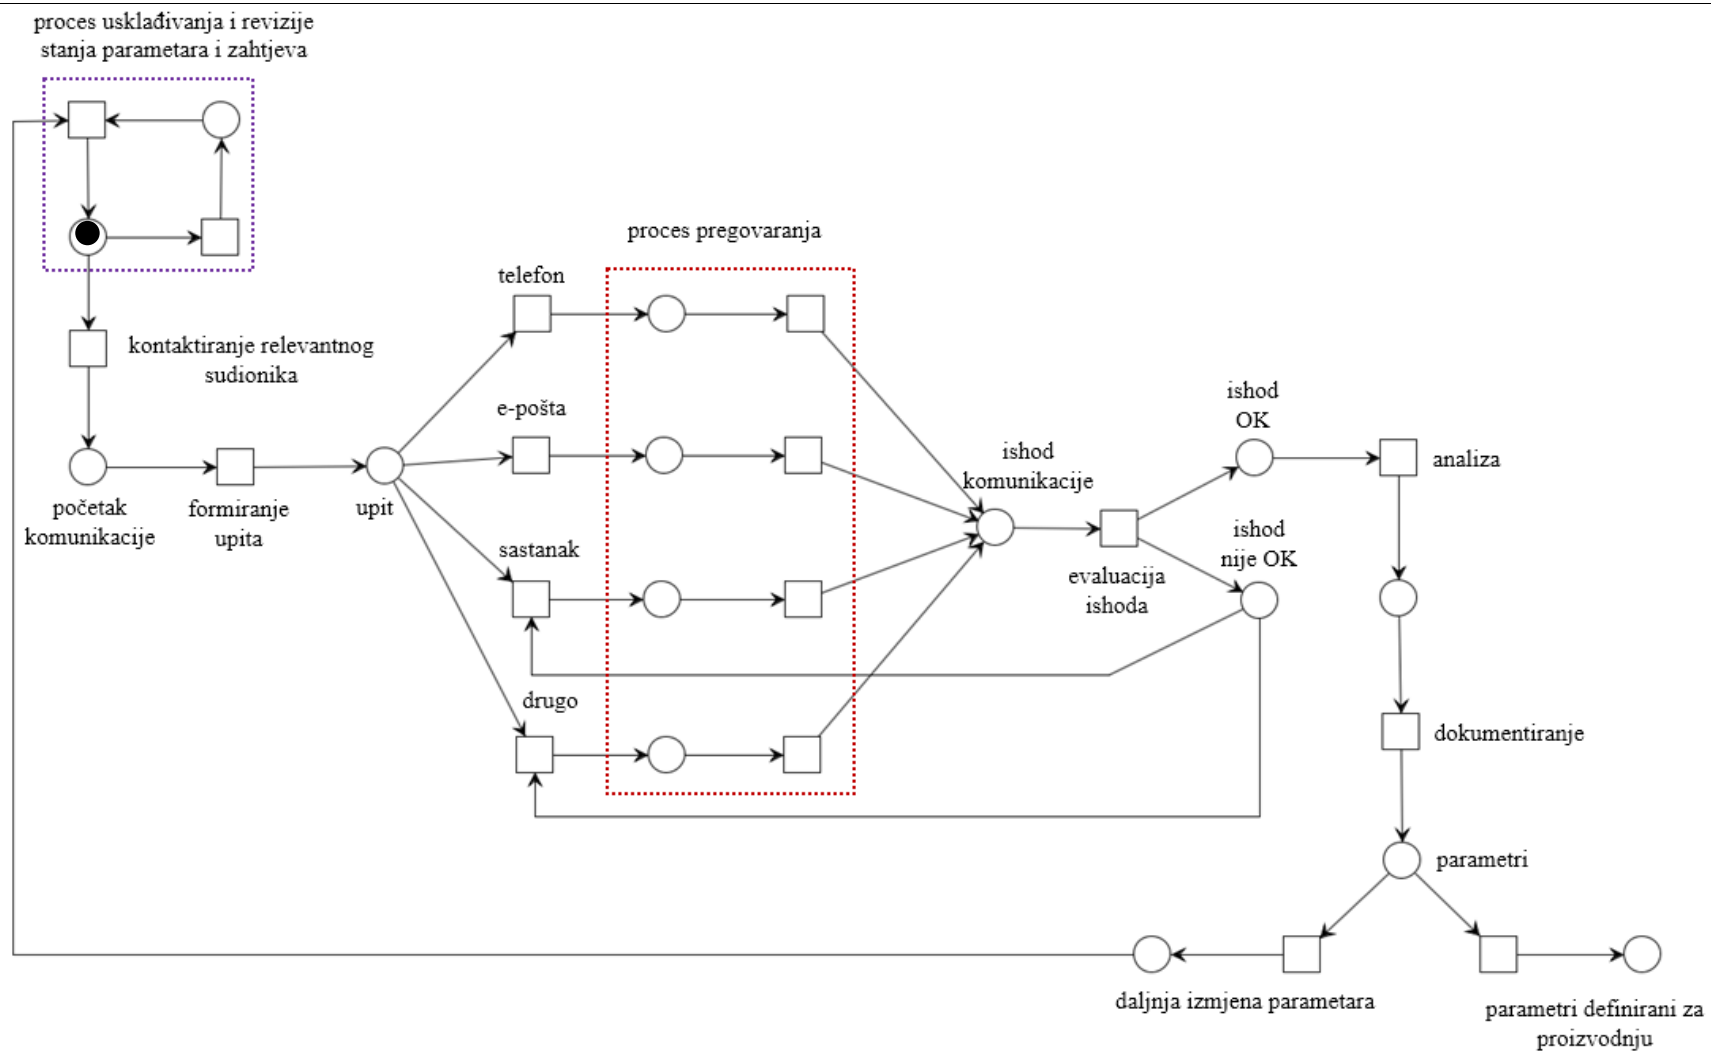 proces usklađivanja i revizije
stanja parametara i zahtjeva
proces pregovaranja
telefon
kontaktiranje relevantnog
sudionika
e-pošta
ishod
OK
ishod
komunikacije
analiza
početak
komunikacije
formiranje
upita
upit
ishod
nije OK
sastanak
evaluacija
ishoda
drugo
dokumentiranje
parametri
daljnja izmjena parametara
parametri definirani za
proizvodnju